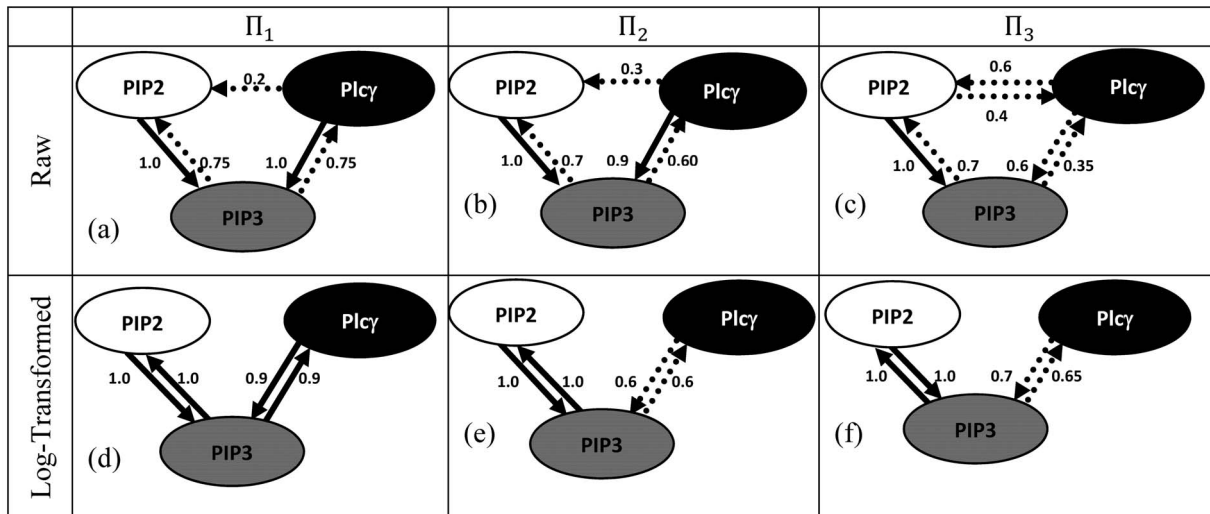 Π₁ Π₂ Π₃
Raw
PIP2 0.2 Plcγ
1.0 0.75 1.0 0.75
PIP3
(a)
PIP2 0.3 Plcγ
1.0 0.7 0.9 0.60
PIP3
(b)
PIP2 0.6 Plcγ
0.4
1.0 0.7 0.6 0.35
PIP3
(c)
Log-Transformed
PIP2 Plcγ
1.0 1.0 0.9 0.9
PIP3
(d)
PIP2 Plcγ
1.0 1.0 0.6 0.6
PIP3
(e)
PIP2 Plcγ
1.0 1.0 0.7 0.65
PIP3
(f)